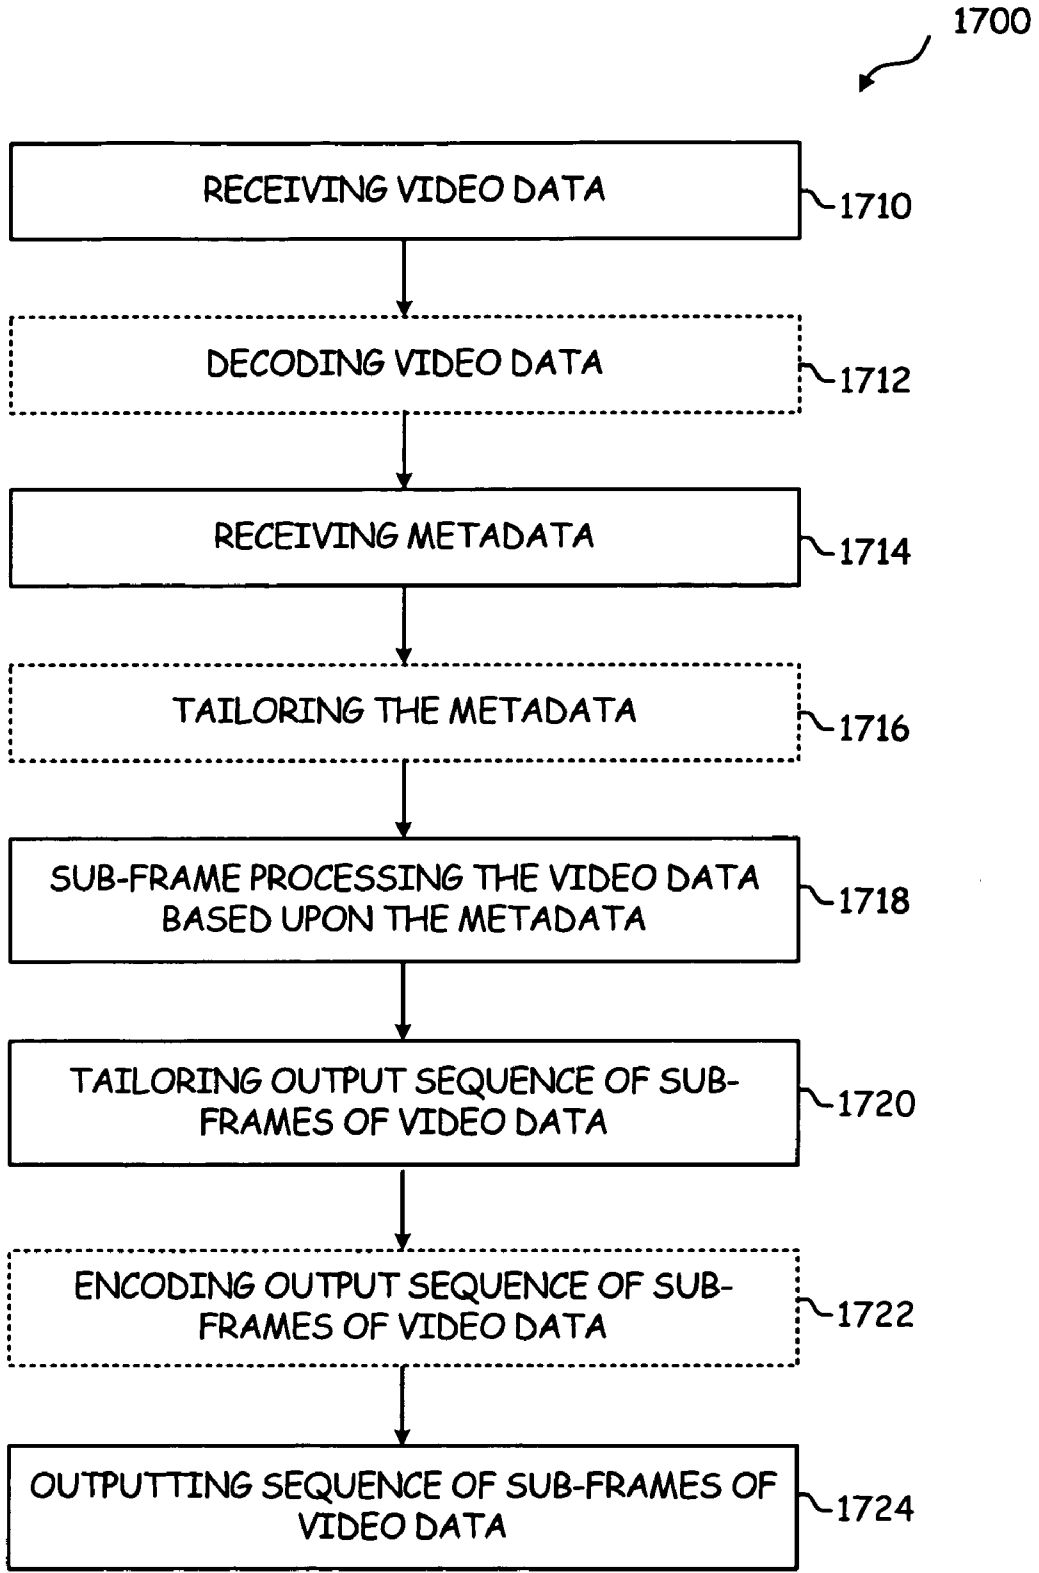 1700
RECEIVING VIDEO DATA
1710
DECODING VIDEO DATA
1712
RECEIVING METADATA
1714
TAILORING THE METADATA
1716
SUB-FRAME PROCESSING THE VIDEO DATA
BASED UPON THE METADATA
1718
TAILORING OUTPUT SEQUENCE OF SUB-
FRAMES OF VIDEO DATA
1720
ENCODING OUTPUT SEQUENCE OF SUB-
FRAMES OF VIDEO DATA
1722
OUTPUTTING SEQUENCE OF SUB-FRAMES OF
VIDEO DATA
1724